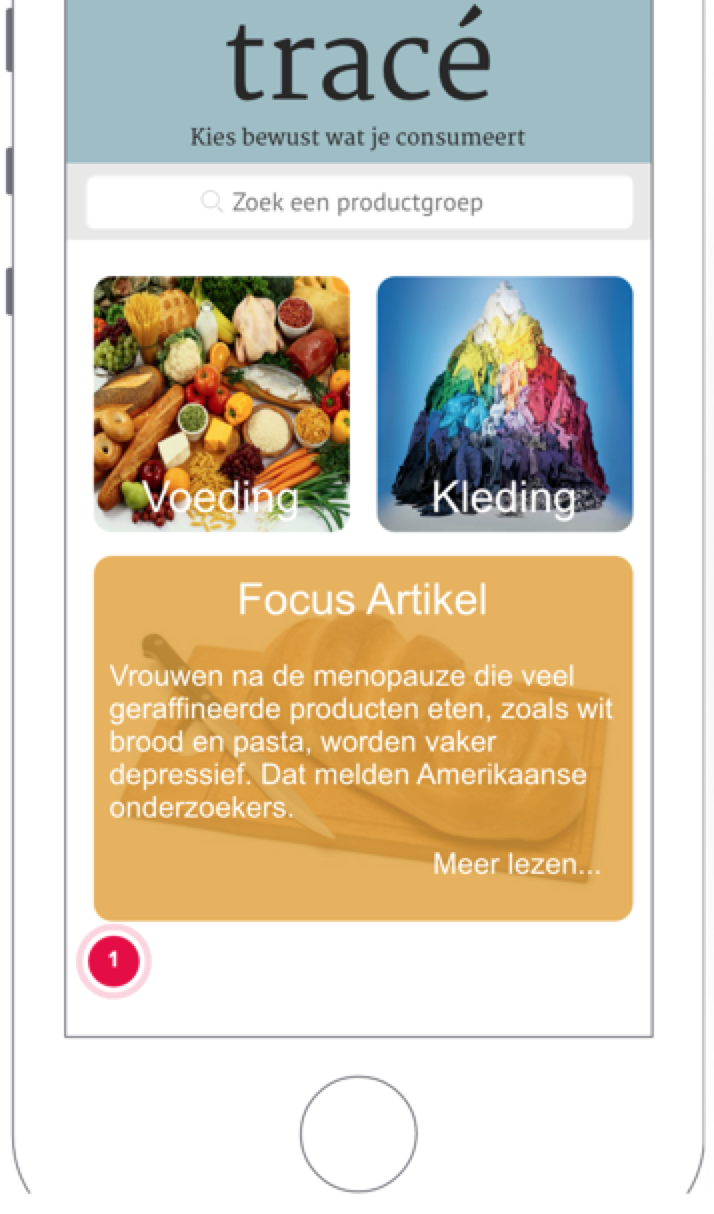 tracé
Kies bewust wat je consumeert
Zoek een productgroep
Voeding
Kleding
Focus Artikel
Vrouwen na de menopauze die veel
geraffineerde producten eten, zoals wit
brood en pasta, worden vaker
depressief. Dat melden Amerikaanse
onderzoekers.
Meer lezen...
1